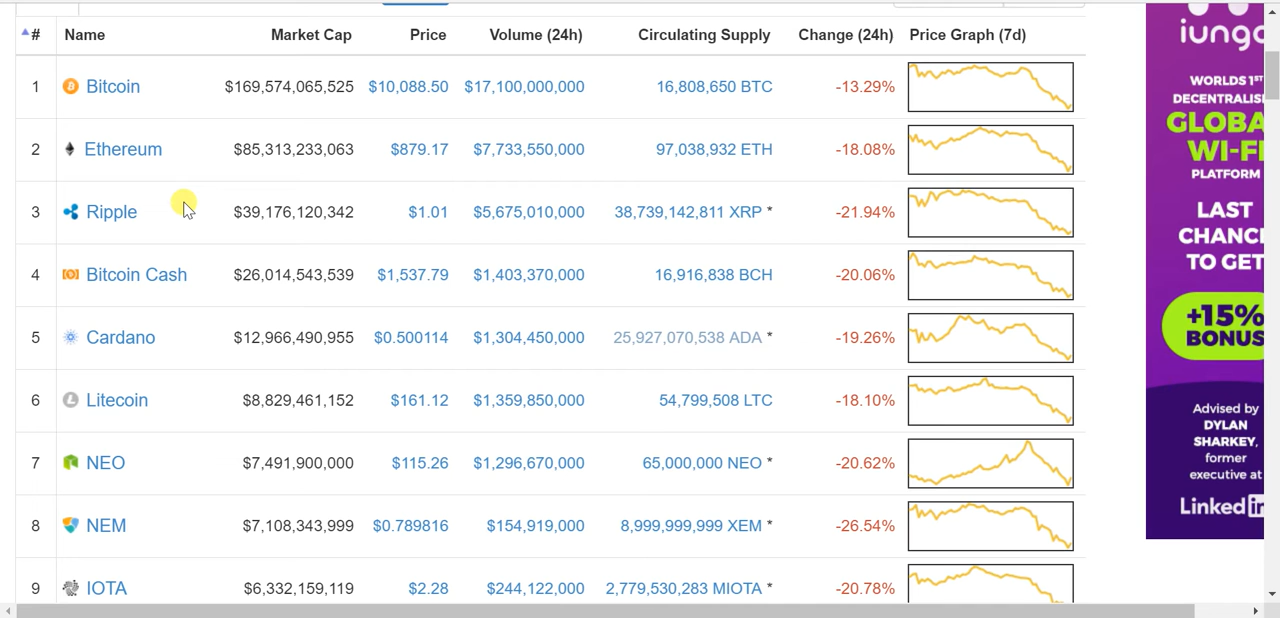 # Name Market Cap Price Volume (24h) Circulating Supply Change (24h) Price Graph (7d)
1 Bitcoin $169,574,065,525 $10,088.50 $17,100,000,000 16,808,650 BTC -13.29%
2 Ethereum $85,313,233,063 $879.17 $7,733,550,000 97,038,932 ETH -18.08%
3 Ripple $39,176,120,342 $1.01 $5,675,010,000 38,739,142,811 XRP * -21.94%
4 Bitcoin Cash $26,014,543,539 $1,537.79 $1,403,370,000 16,916,838 BCH -20.06%
5 Cardano $12,966,490,955 $0.500114 $1,304,450,000 25,927,070,538 ADA * -19.26%
6 Litecoin $8,829,461,152 $161.12 $1,359,850,000 54,799,508 LTC -18.10%
7 NEO $7,491,900,000 $115.26 $1,296,670,000 65,000,000 NEO * -20.62%
8 NEM $7,108,343,999 $0.789816 $154,919,000 8,999,999,999 XEM * -26.54%
9 IOTA $6,332,159,119 $2.28 $244,122,000 2,779,530,283 MIOTA * -20.78%
iung
WORLDS 1ST
DECENTRALIS
GLOBA
WI-FI
PLATFORM
LAST
CHANC
TO GET
+15%
BONUS
Advised by
DYLAN
SHARKEY,
former
executive at
Linked in